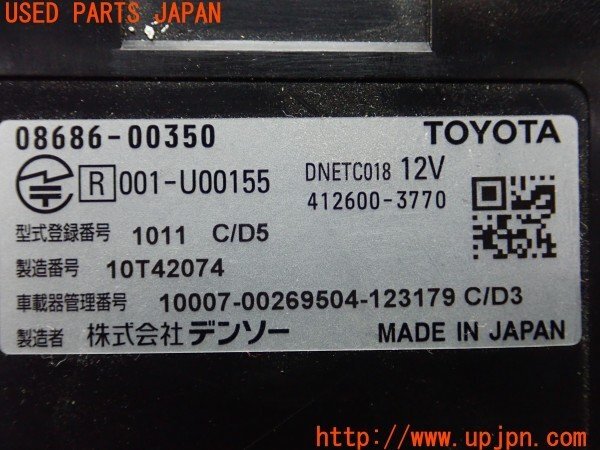 USED PARTS JAPAN
08686-00350 TOYOTA
R 001-U00155 DNETC018 12V
412600-3770
型式登録番号 1011 C/D5
製造番号 10T42074
車載器管理番号 10007-00269504-123179 C/D3
製造者 株式会社デンソー MADE IN JAPAN
http://www.upjpn.com/